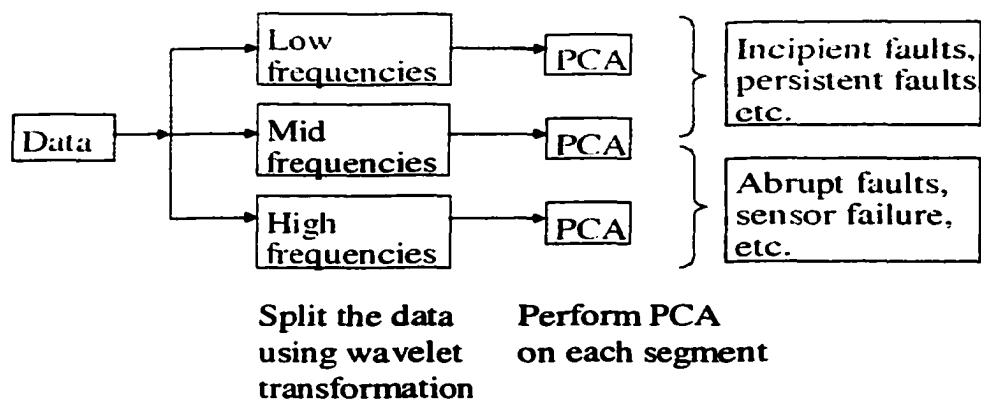 Data
Low
frequencies
PCA
Mid
frequencies
PCA
High
frequencies
PCA
Incipient faults,
persistent faults,
etc.
Abrupt faults,
sensor failure,
etc.
Split the data
using wavelet
transformation
Perform PCA
on each segment